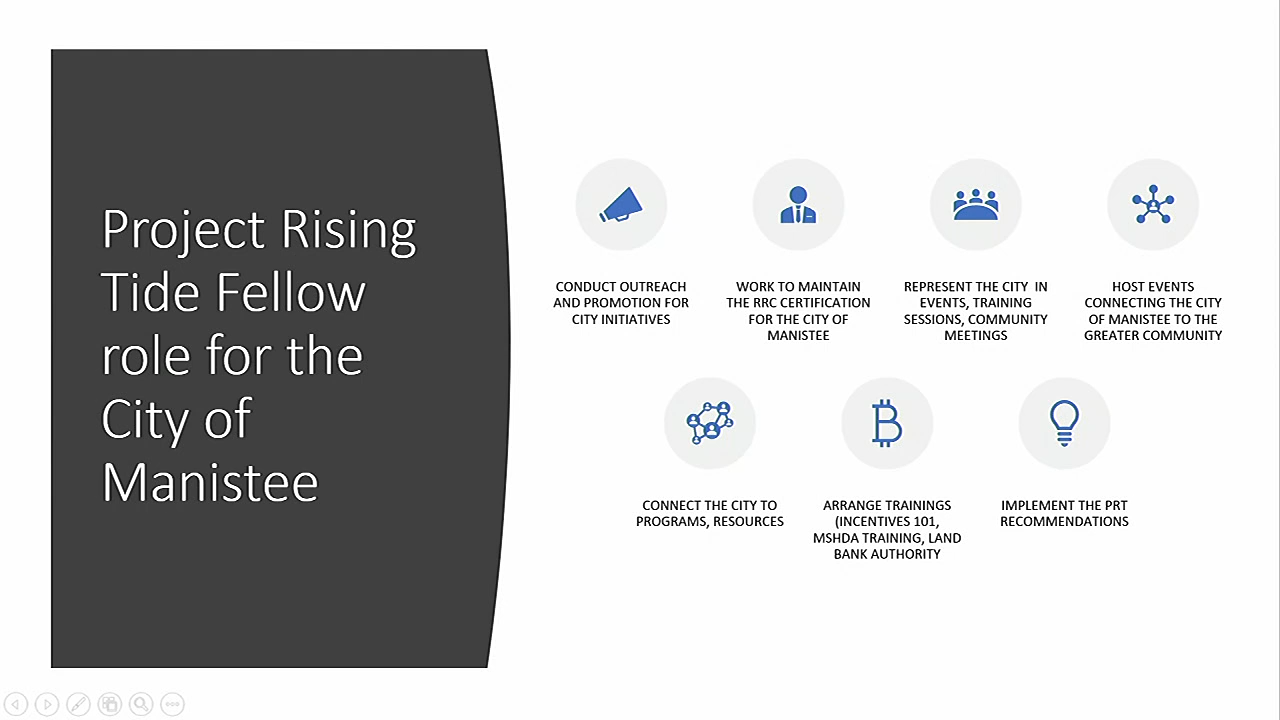 Project Rising
Tide Fellow
role for the
City of
Manistee
CONDUCT OUTREACH
AND PROMOTION FOR
CITY INITIATIVES
WORK TO MAINTAIN
THE RRC CERTIFICATION
FOR THE CITY OF
MANISTEE
REPRESENT THE CITY IN
EVENTS, TRAINING
SESSIONS, COMMUNITY
MEETINGS
HOST EVENTS
CONNECTING THE CITY
OF MANISTEE TO THE
GREATER COMMUNITY
CONNECT THE CITY TO
PROGRAMS, RESOURCES
ARRANGE TRAININGS
(INCENTIVES 101,
MSHDA TRAINING, LAND
BANK AUTHORITY
IMPLEMENT THE PRT
RECOMMENDATIONS